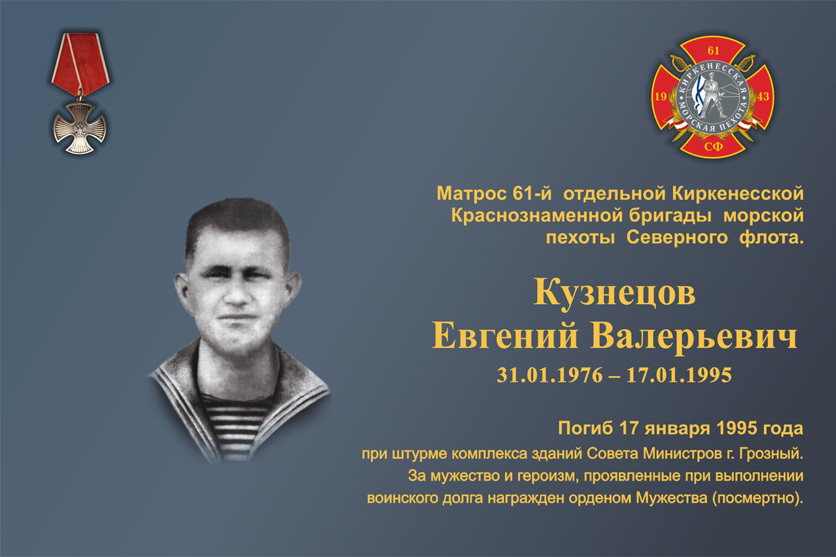 61
КИРКЕНЕССКАЯ
19 43
МОРСКАЯ ПЕХОТА
СФ
Матрос 61-й отдельной Киркенесской
Краснознаменной бригады морской
пехоты Северного флота.
Кузнецов
Евгений Валерьевич
31.01.1976 – 17.01.1995
Погиб 17 января 1995 года
при штурме комплекса зданий Совета Министров г. Грозный.
За мужество и героизм, проявленные при выполнении
воинского долга награжден орденом Мужества (посмертно).